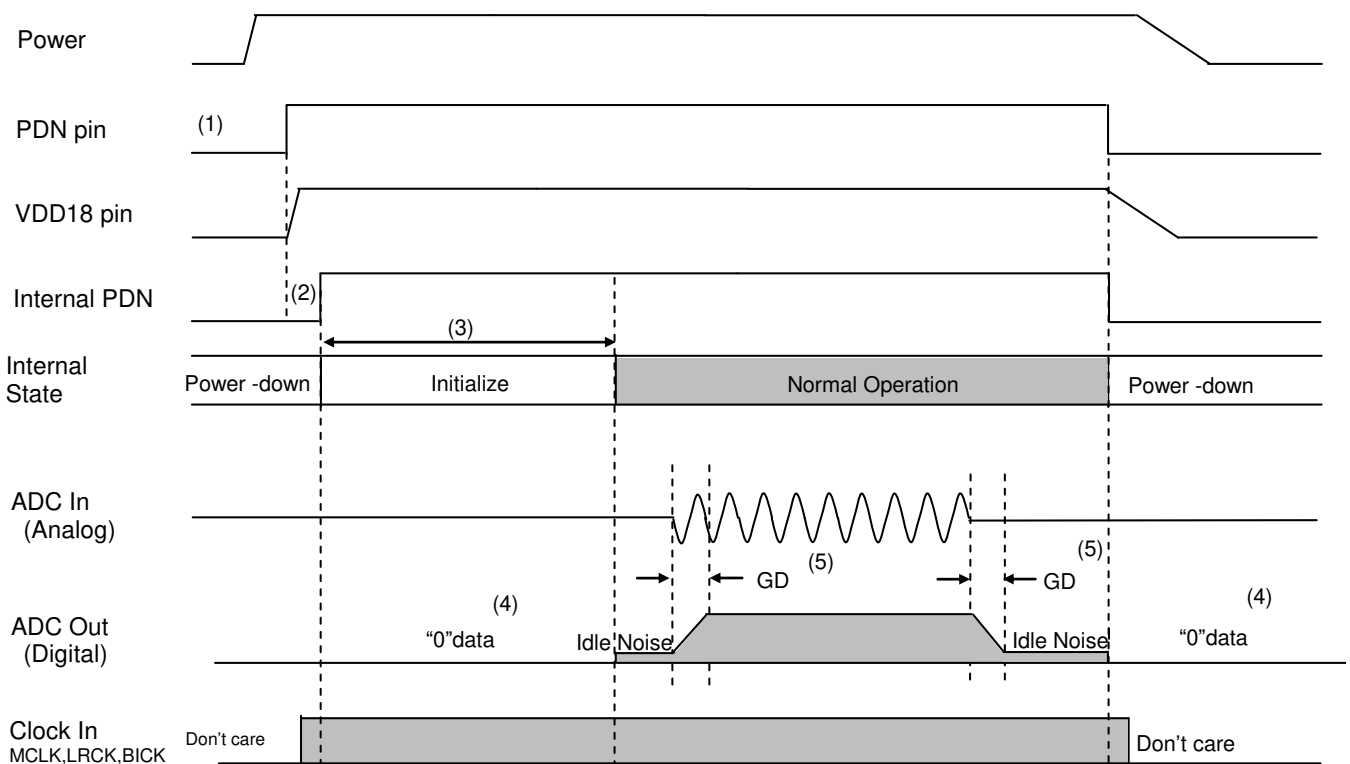 Power
PDN pin
(1)
VDD18 pin
Internal PDN
(2)
(3)
Internal
State
Power -down
Initialize
Normal Operation
Power -down
ADC In
(Analog)
(5)
(5)
GD
GD
ADC Out
(Digital)
(4)
“0”data
Idle Noise
Idle Noise
(4)
“0”data
Clock In
MCLK,LRCK,BICK
Don’t care
Don’t care